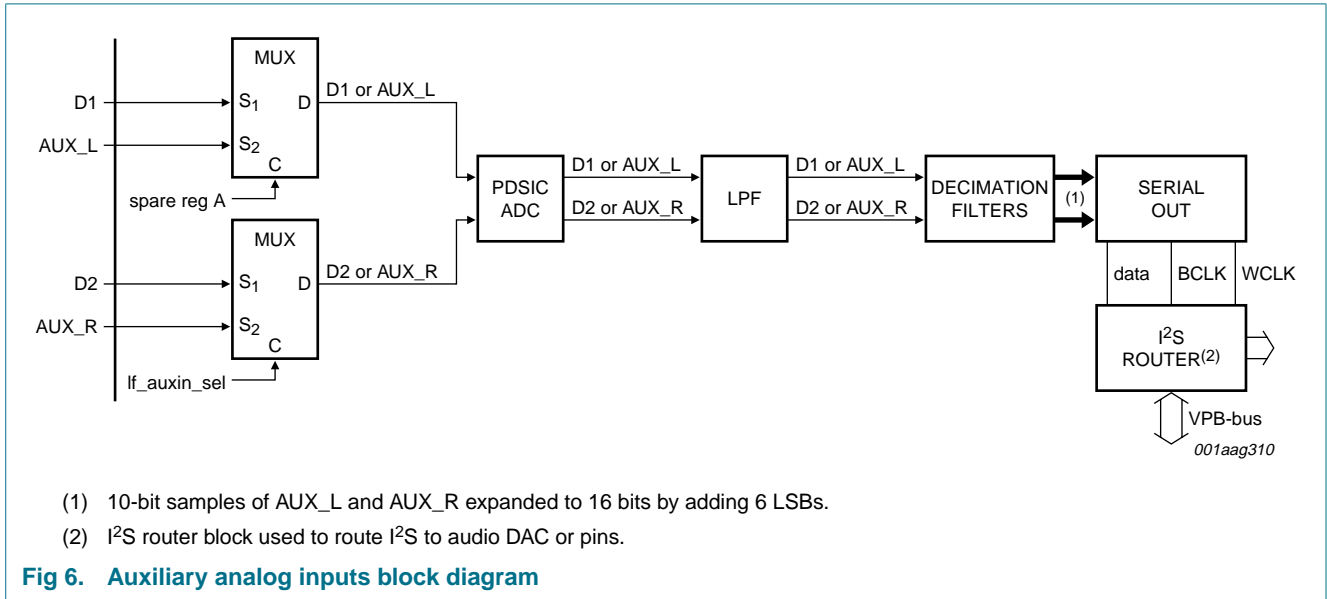 MUX
D1
S1
D
D1 or AUX_L
AUX_L
S2
C
spare reg A
MUX
D2
S1
D
D2 or AUX_R
AUX_R
S2
C
lf_auxin_sel
PDSIC
ADC
D1 or AUX_L
D2 or AUX_R
LPF
D1 or AUX_L
D2 or AUX_R
DECIMATION
FILTERS
(1)
SERIAL
OUT
data
BCLK
WCLK
I2S
ROUTER(2)
VPB-bus
001aag310
(1) 10-bit samples of AUX_L and AUX_R expanded to 16 bits by adding 6 LSBs.
(2) I2S router block used to route I2S to audio DAC or pins.
Fig 6. Auxiliary analog inputs block diagram